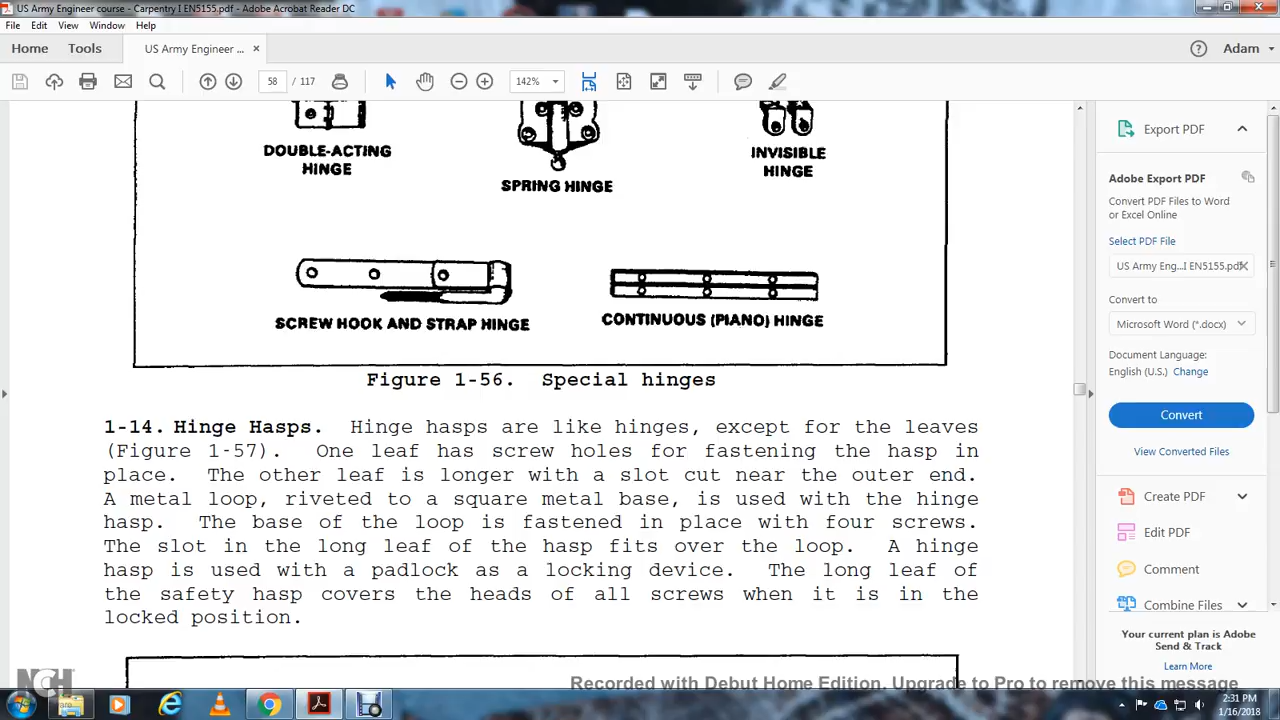 US Army Engineer course - Carpentry I EN5155.pdf - Adobe Acrobat Reader DC
File Edit View Window Help
Home Tools US Army Engineer ... × Adam
58 / 117 142%
DOUBLE-ACTING
HINGE
SPRING HINGE
INVISIBLE
HINGE
SCREW HOOK AND STRAP HINGE
CONTINUOUS (PIANO) HINGE
Figure 1-56. Special hinges
1-14. Hinge Hasps. Hinge hasps are like hinges, except for the leaves
(Figure 1-57). One leaf has screw holes for fastening the hasp in
place. The other leaf is longer with a slot cut near the outer end.
A metal loop, riveted to a square metal base, is used with the hinge
hasp. The base of the loop is fastened in place with four screws.
The slot in the long leaf of the hasp fits over the loop. A hinge
hasp is used with a padlock as a locking device. The long leaf of
the safety hasp covers the heads of all screws when it is in the
locked position.
Export PDF
Adobe Export PDF
Convert PDF Files to Word
or Excel Online
Select PDF File
US Army Eng...I EN5155.pdf
Convert to
Microsoft Word (*.docx)
Document Language:
English (U.S.) Change
Convert
View Converted Files
Create PDF
Edit PDF
Comment
Combine Files
Your current plan is Adobe
Send & Track
Learn More
NCH
Recorded with Debut Home Edition. Upgrade to Pro to remove this message
2:31 PM
1/16/2018